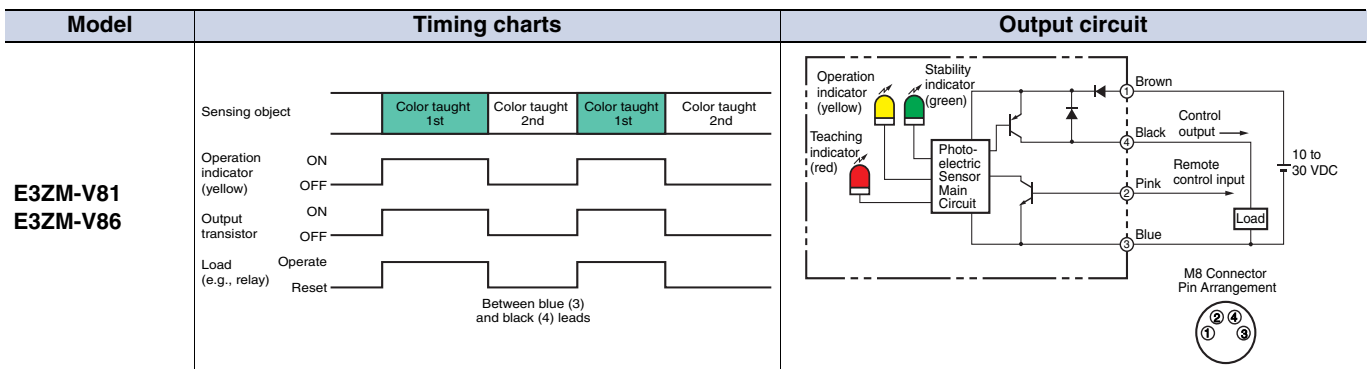 Model
Timing charts
Output circuit
E3ZM-V81
E3ZM-V86
Sensing object
Color taught
1st
Color taught
2nd
Color taught
1st
Color taught
2nd
Operation
indicator
(yellow)
ON
OFF
Output
transistor
ON
OFF
Load
(e.g., relay)
Operate
Reset
Between blue (3)
and black (4) leads
Operation
indicator
(yellow)
Stability
indicator
(green)
Teaching
indicator
(red)
Photo-
electric
Sensor
Main
Circuit
1
Brown
4
Black
Control
output
2
Pink
Remote
control input
3
Blue
Load
10 to
30 VDC
M8 Connector
Pin Arrangement
2 4
1 3